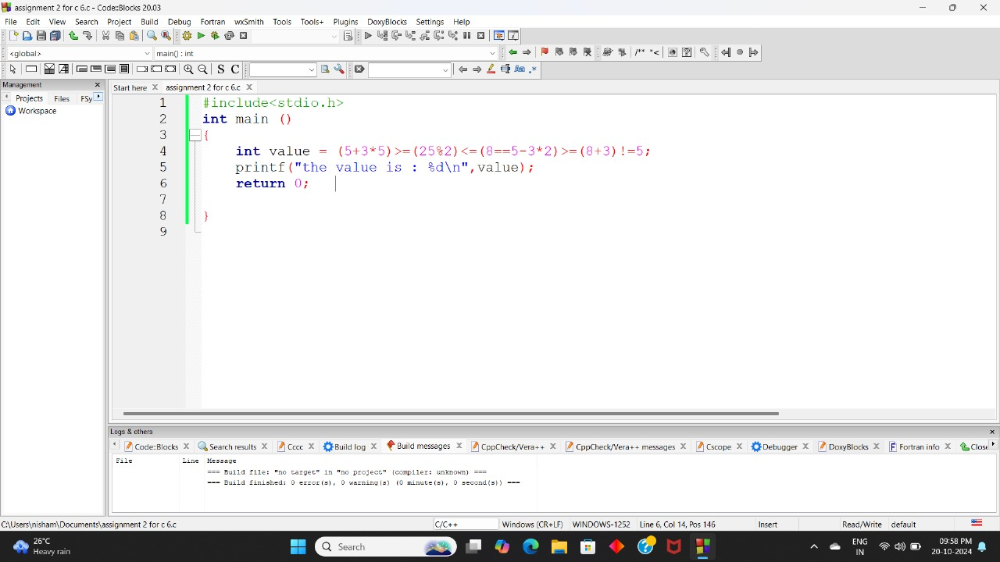 assignment 2 for c 6.c - Code::Blocks 20.03
File Edit View Search Project Build Debug Fortran wxSmith Tools Tools+ Plugins DoxyBlocks Settings Help
<global> main() : int /** *<
S C Aa .*
Management
Projects Files FSy
Workspace
Start here X assignment 2 for c 6.c X
1 #include<stdio.h>
2 int main ()
3 {
4 int value = (5+3*5)>=(25%2)<=(8==5-3*2)>=(8+3)!=5;
5 printf("the value is : %d\n",value);
6 return 0;
7
8 }
9
Logs & others
Code::Blocks X Search results X Cccc X Build log X Build messages X CppCheck/Vera++ X CppCheck/Vera++ messages X Cscope X Debugger X DoxyBlocks X Fortran info X Close
File Line Message
=== Build file: "no target" in "no project" (compiler: unknown) ===
=== Build finished: 0 error(s), 0 warning(s) (0 minute(s), 0 second(s)) ===
C:\Users\nisham\Documents\assignment 2 for c 6.c C/C++ Windows (CR+LF) WINDOWS-1252 Line 6, Col 14, Pos 146 Insert Read/Write default
26°C
Heavy rain
Search
ENG
IN
09:58 PM
20-10-2024